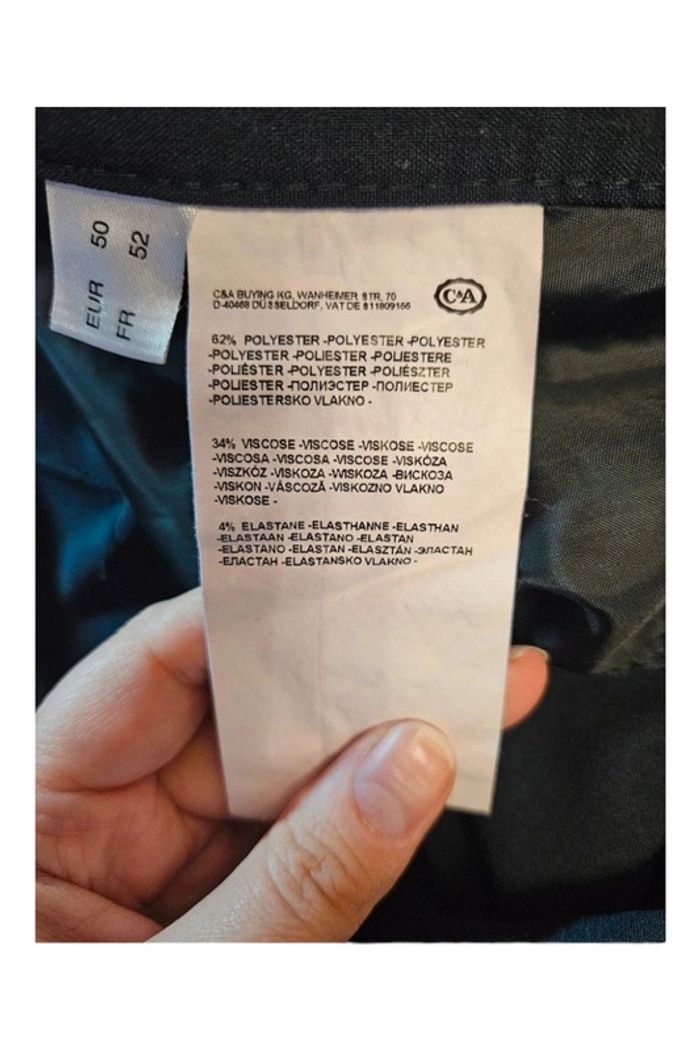 EUR 50
FR 52
C&A BUYING KG, WANHEIMER STR. 70
D-40468 DÜSSELDORF, VAT DE 811809166
C&A
62% POLYESTER -POLYESTER -POLYESTER
-POLYESTER -POLIESTER -POLIESTERE
-POLIÉSTER -POLYESTER -POLIÉSZTER
-POLIESTER -ПОЛИЭСТЕР -ПОЛИЕСТЕР
-POLIESTERSKO VLAKNO -
34% VISCOSE -VISCOSE -VISKOSE -VISCOSE
-VISCOSA -VISCOSA -VISCOSE -VISKÓZA
-VISZKÓZ -VISKOZA -WISKOZA -ВИСКОЗА
-VISKON -VÁSCOZĂ -VISKOZNO VLAKNO
-VISKOSE -
4% ELASTANE -ELASTHANNE -ELASTHAN
-ELASTAAN -ELASTANO -ELASTAN
-ELASTANO -ELASTAN -ELASZTÁN -ЭЛАСТАН
-ЕЛАСТАН -ELASTANSKO VLAKNO -